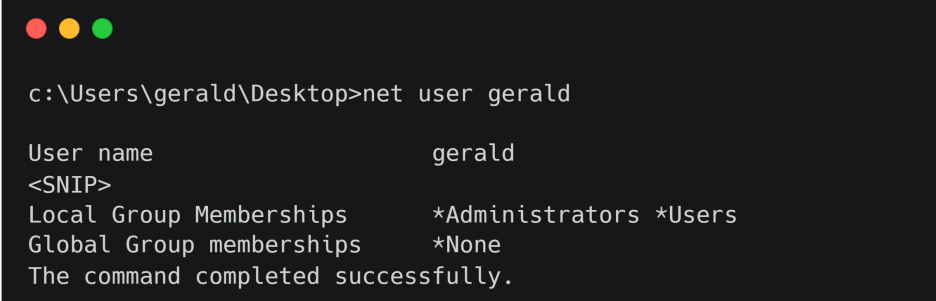 c:\Users\gerald\Desktop>net user gerald
User name                    gerald
<SNIP>
Local Group Memberships      *Administrators *Users
Global Group memberships     *None
The command completed successfully.